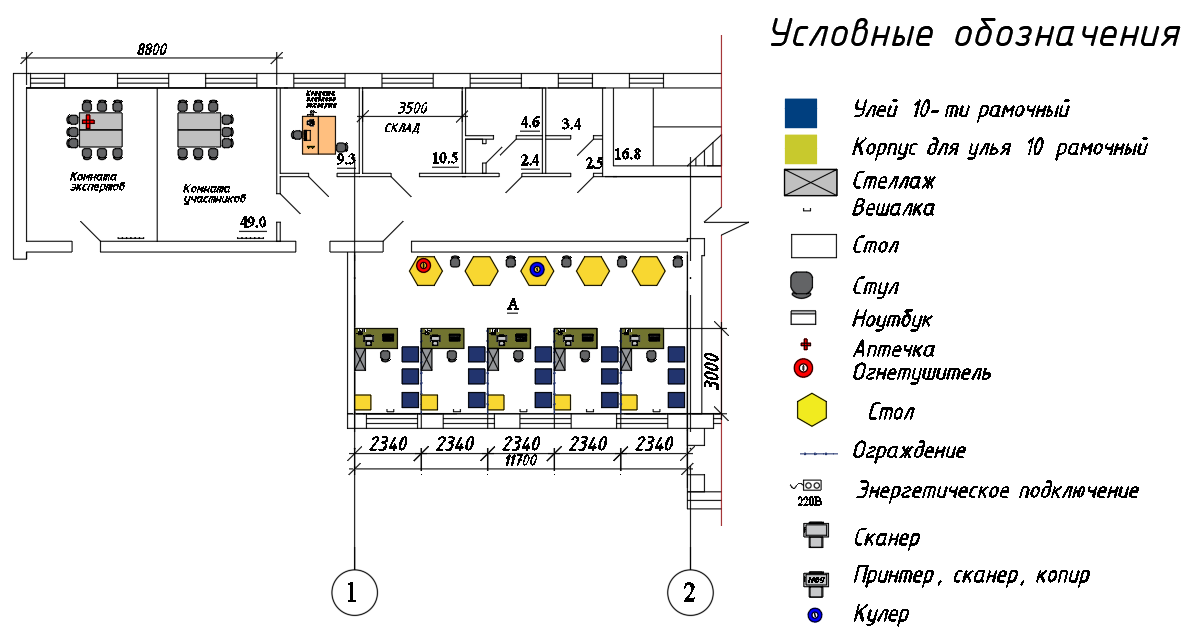 Условные обозначения
8800
3500
СКЛАД
4.6
3.4
9.3
10.5
2.4
2.5
16.8
Комната
экспертов
Комната
участников
49.0
А
3000
2340 2340 2340 2340 2340
11700
1
2
Улей 10-ти рамочный
Корпус для улья 10 рамочный
Стеллаж
Вешалка
Стол
Стул
Ноутбук
Аптечка
Огнетушитель
Стол
Ограждение
220В
Энергетическое подключение
Сканер
Принтер, сканер, копир
Кулер